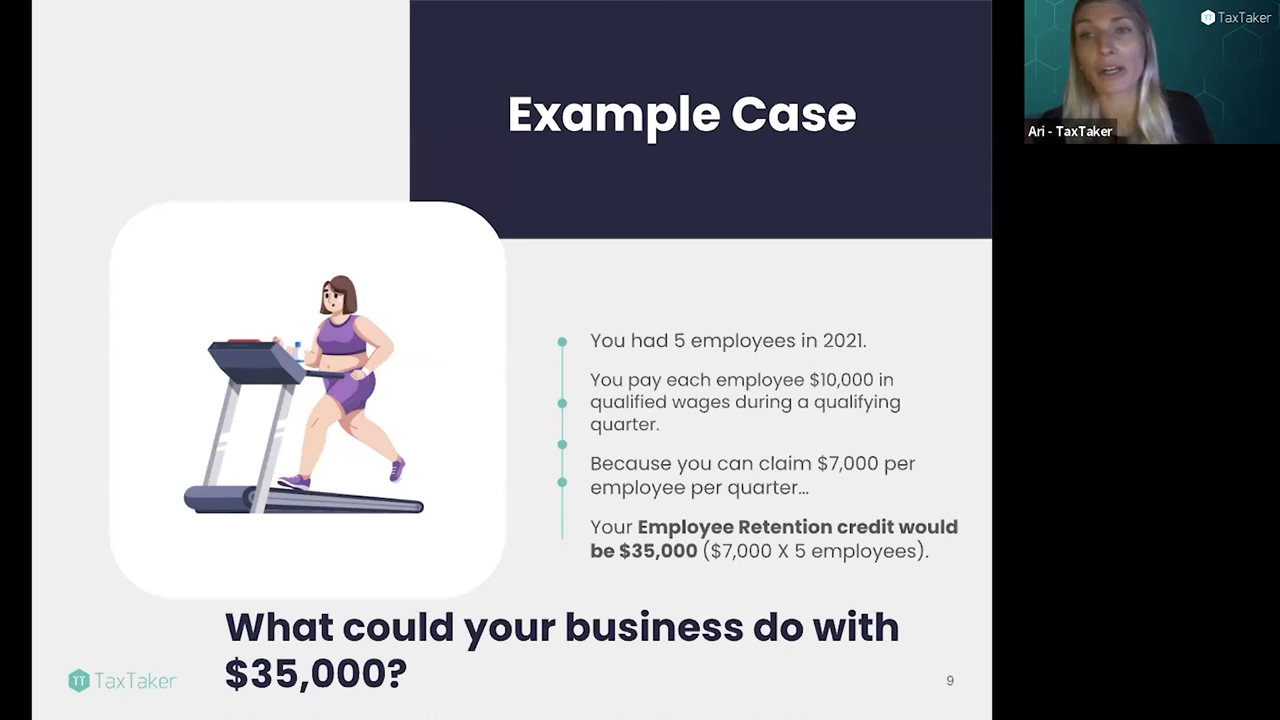 Example Case
You had 5 employees in 2021.
You pay each employee $10,000 in
qualified wages during a qualifying
quarter.
Because you can claim $7,000 per
employee per quarter...
Your Employee Retention credit would
be $35,000 ($7,000 X 5 employees).
What could your business do with
$35,000?
TT TaxTaker
9
TT TaxTaker
Ari - TaxTaker